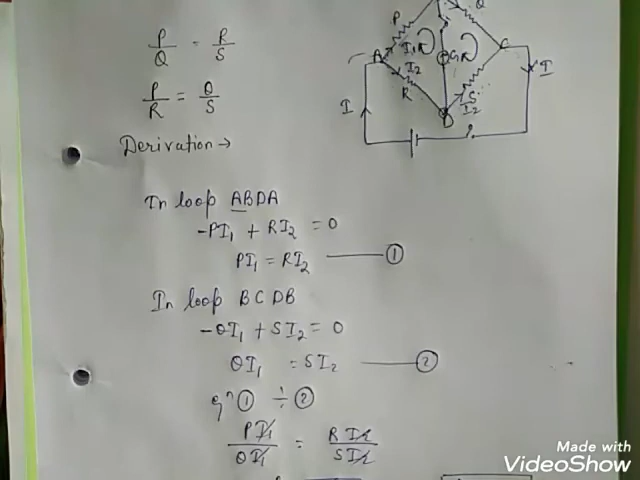 P/Q = R/S
P/R = Q/S
Derivation →
P
Q
A
I₁
G
C
I₂
R
S
I₂
D
I
I
In loop ABDA
-PI₁ + RI₂ = 0
PI₁ = RI₂ —— ①
In loop BCDB
-QI₁ + SI₂ = 0
QI₁ = SI₂ —— ②
eqⁿ ① ÷ ②
PI₁/QI₁ = RI₂/SI₂
Made with
VideoShow